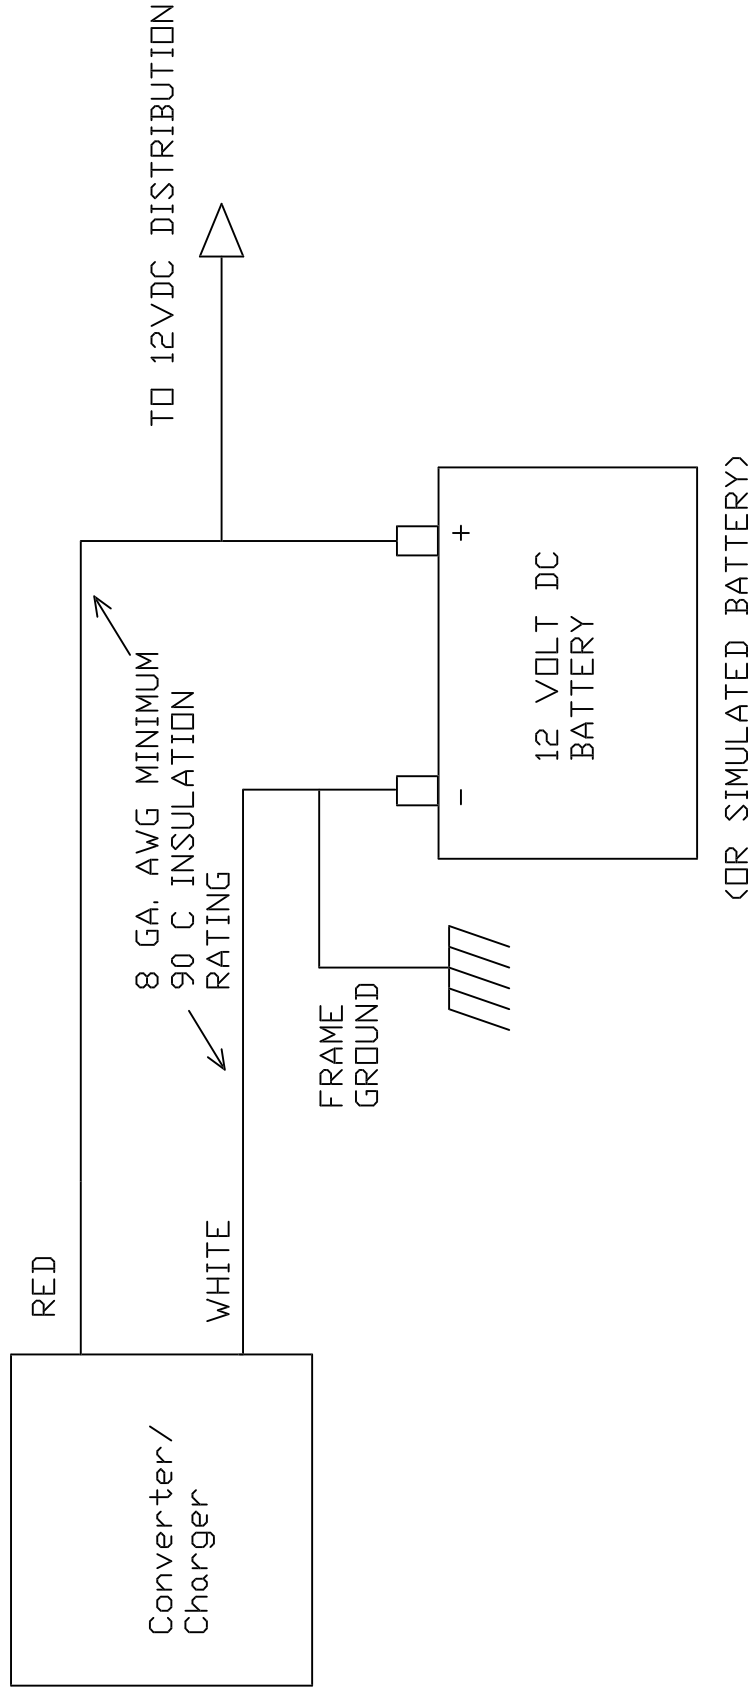 TO 12VDC DISTRIBUTION
RED
8 GA. AWG MINIMUM
90 C INSULATION
RATING
WHITE
Converter/
Charger
FRAME
GROUND
- +
12 VOLT DC
BATTERY
(OR SIMULATED BATTERY)